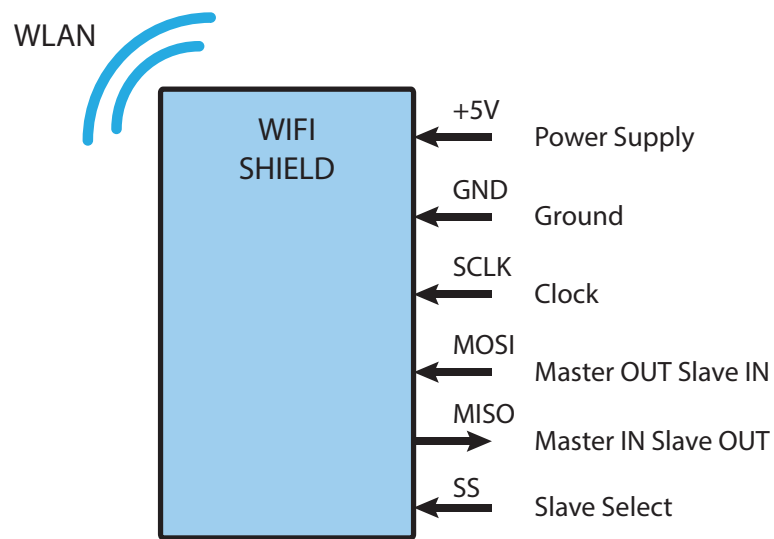 WLAN
WIFI
SHIELD
+5V
Power Supply
GND
Ground
SCLK
Clock
MOSI
Master OUT Slave IN
MISO
Master IN Slave OUT
SS
Slave Select